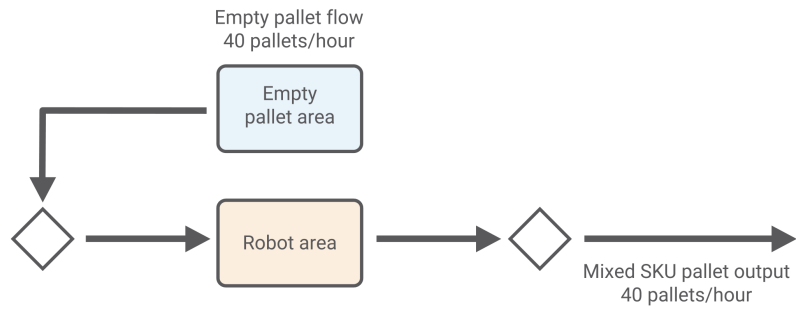 Empty pallet flow
40 pallets/hour
Empty
pallet area
Robot area
Mixed SKU pallet output
40 pallets/hour